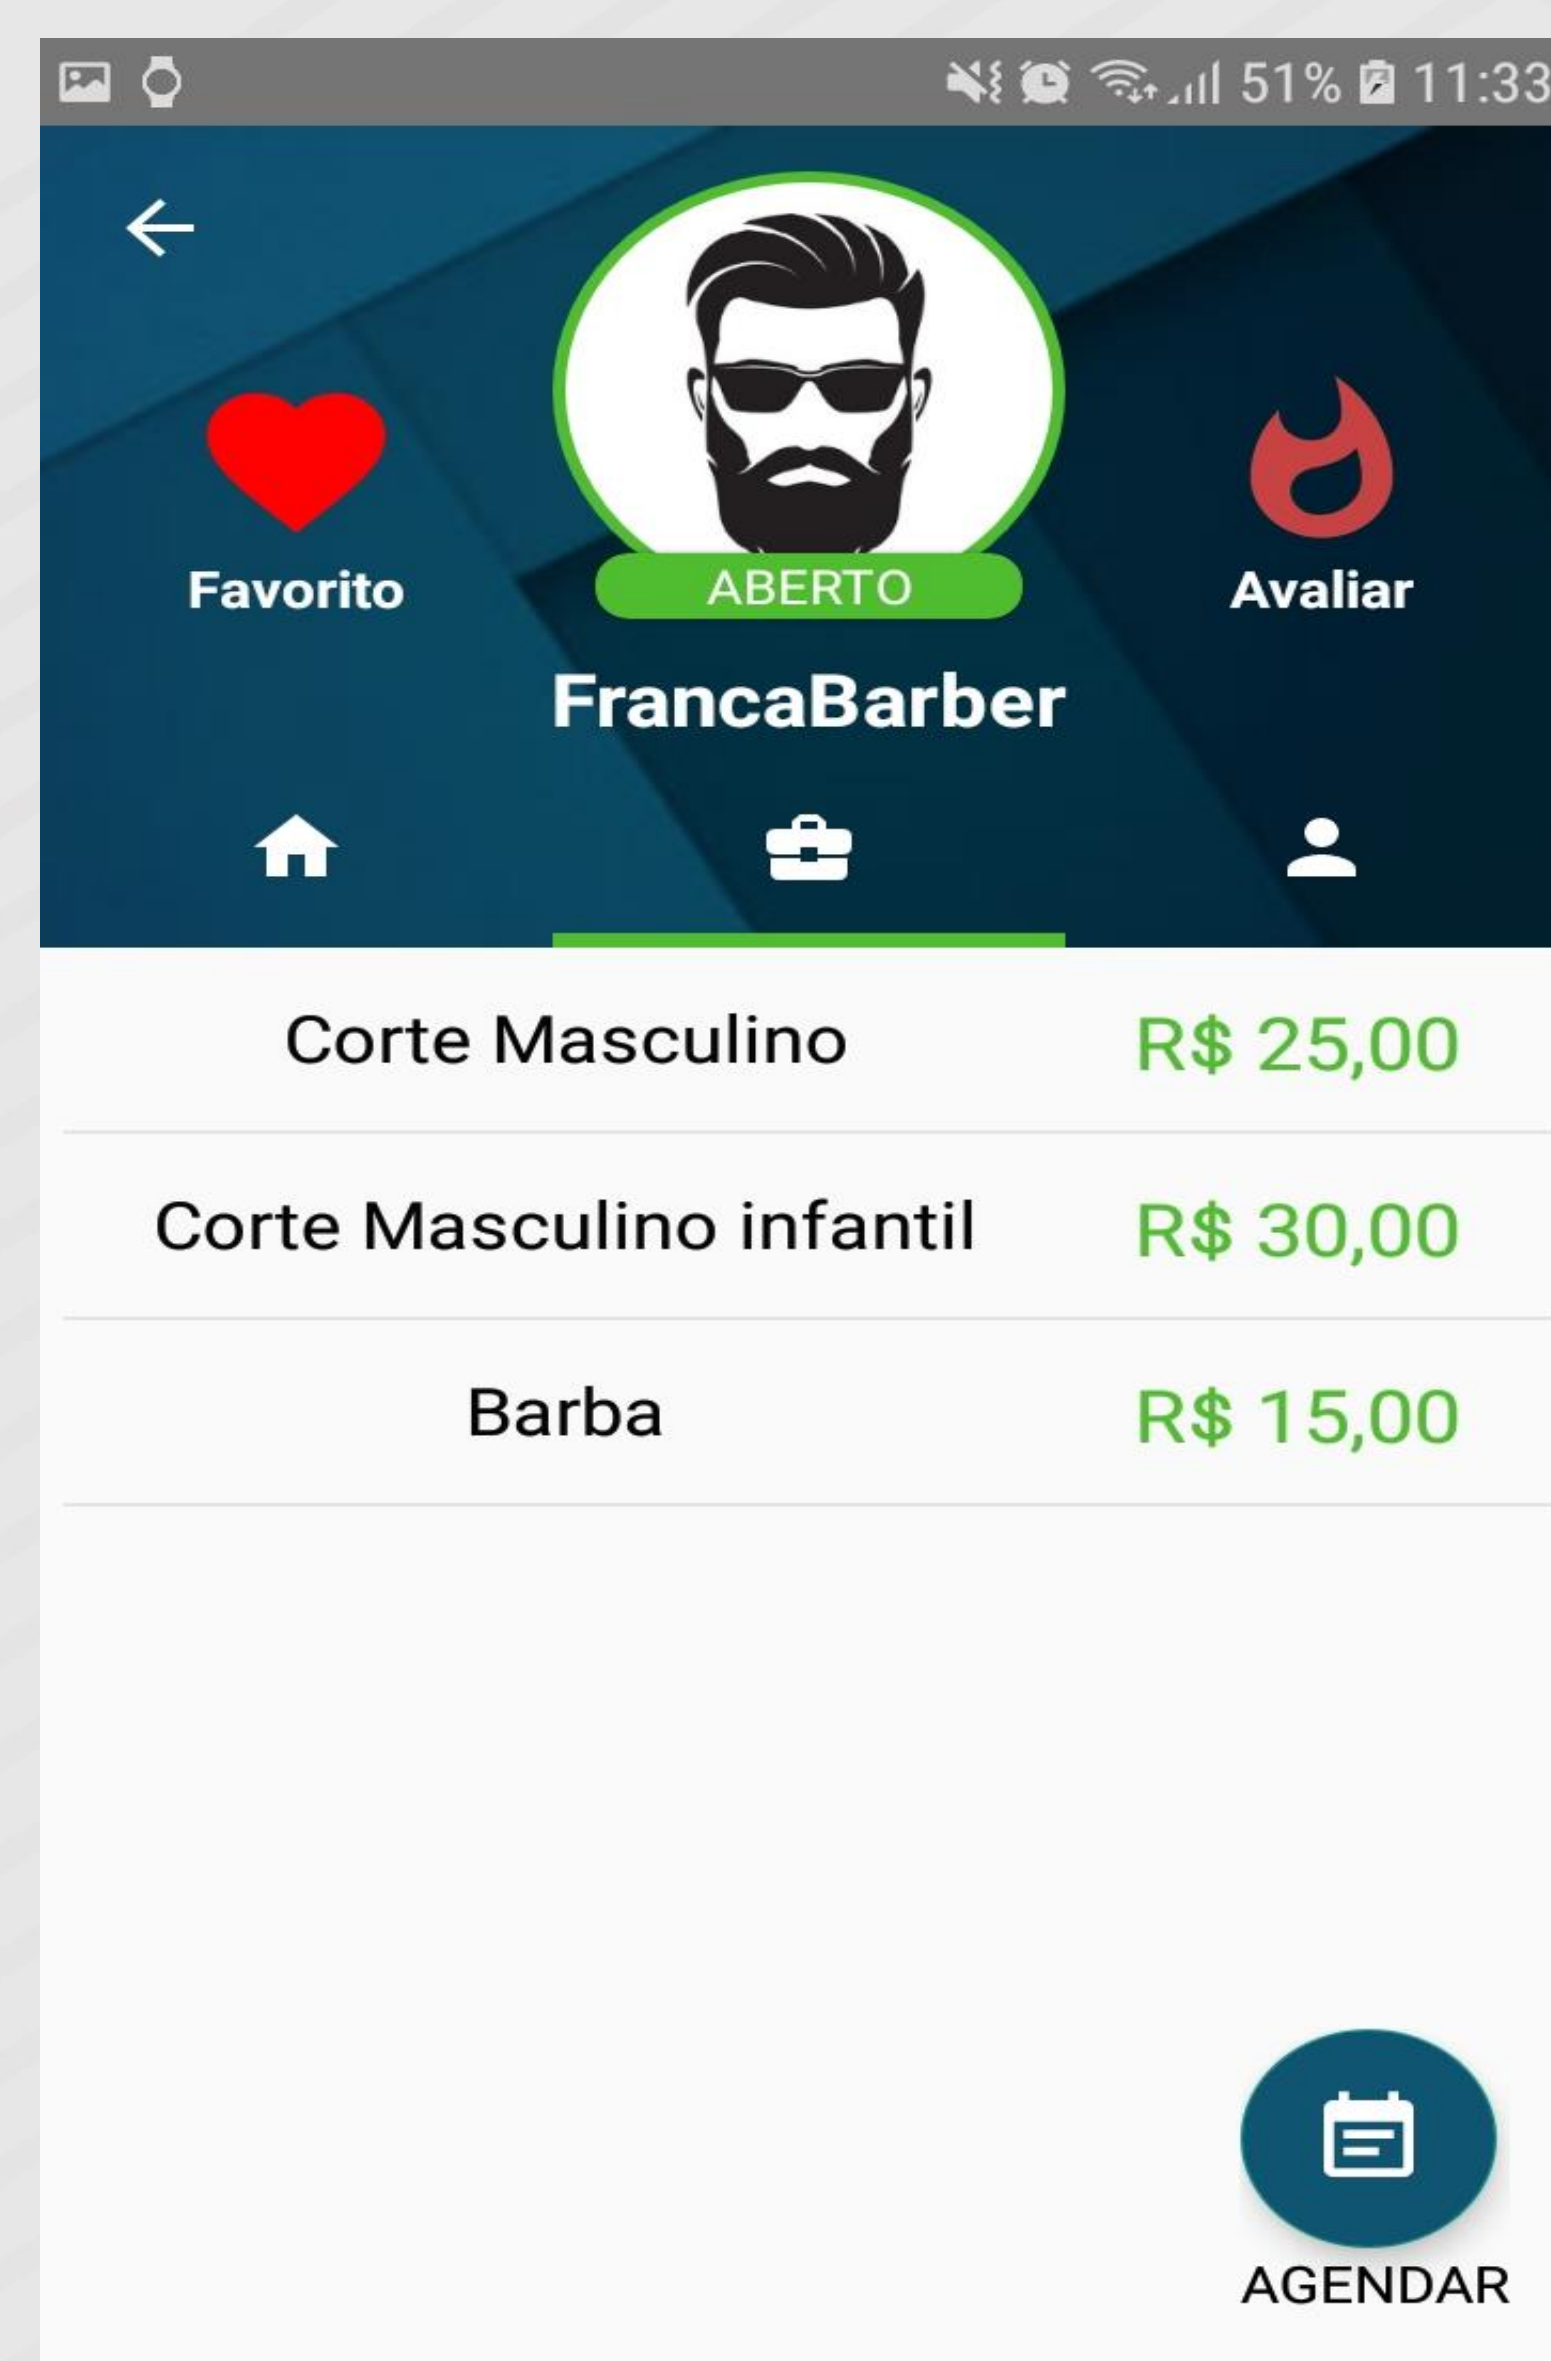 51% 11:33
Favorito
ABERTO
Avaliar
FrancaBarber
Corte Masculino R$ 25,00
Corte Masculino infantil R$ 30,00
Barba R$ 15,00
AGENDAR